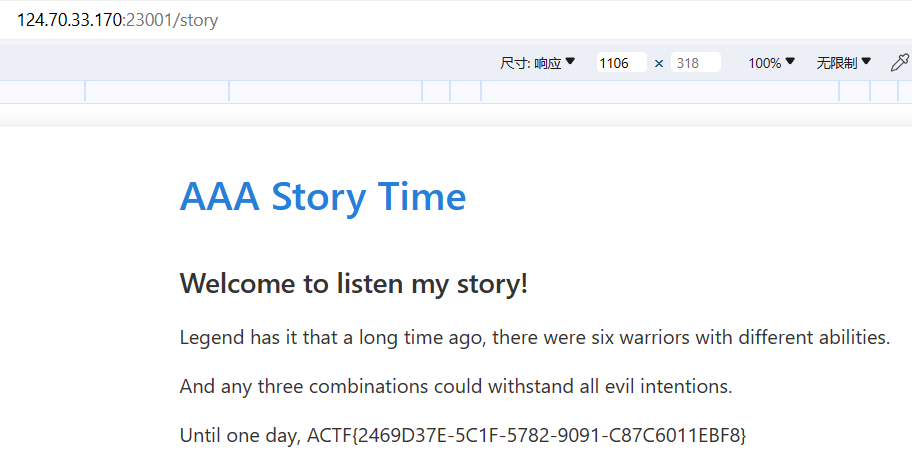 124.70.33.170:23001/story
尺寸: 响应 1106 × 318 100% 无限制
AAA Story Time
Welcome to listen my story!
Legend has it that a long time ago, there were six warriors with different abilities.
And any three combinations could withstand all evil intentions.
Until one day, ACTF{2469D37E-5C1F-5782-9091-C87C6011EBF8}